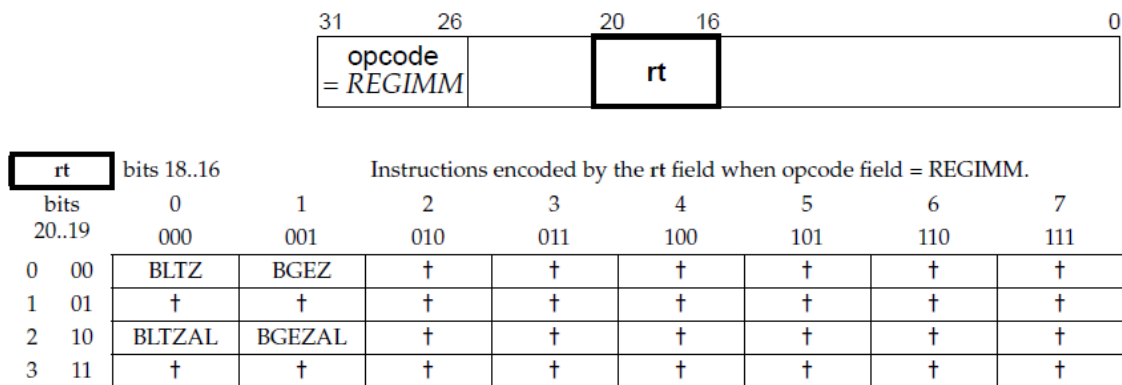 31 26 20 16 0
opcode
= REGIMM rt
rt bits 18..16 Instructions encoded by the rt field when opcode field = REGIMM.
bits 0 1 2 3 4 5 6 7
20..19 000 001 010 011 100 101 110 111
0 00 BLTZ BGEZ † † † † † †
1 01 † † † † † † † †
2 10 BLTZAL BGEZAL † † † † † †
3 11 † † † † † † † †